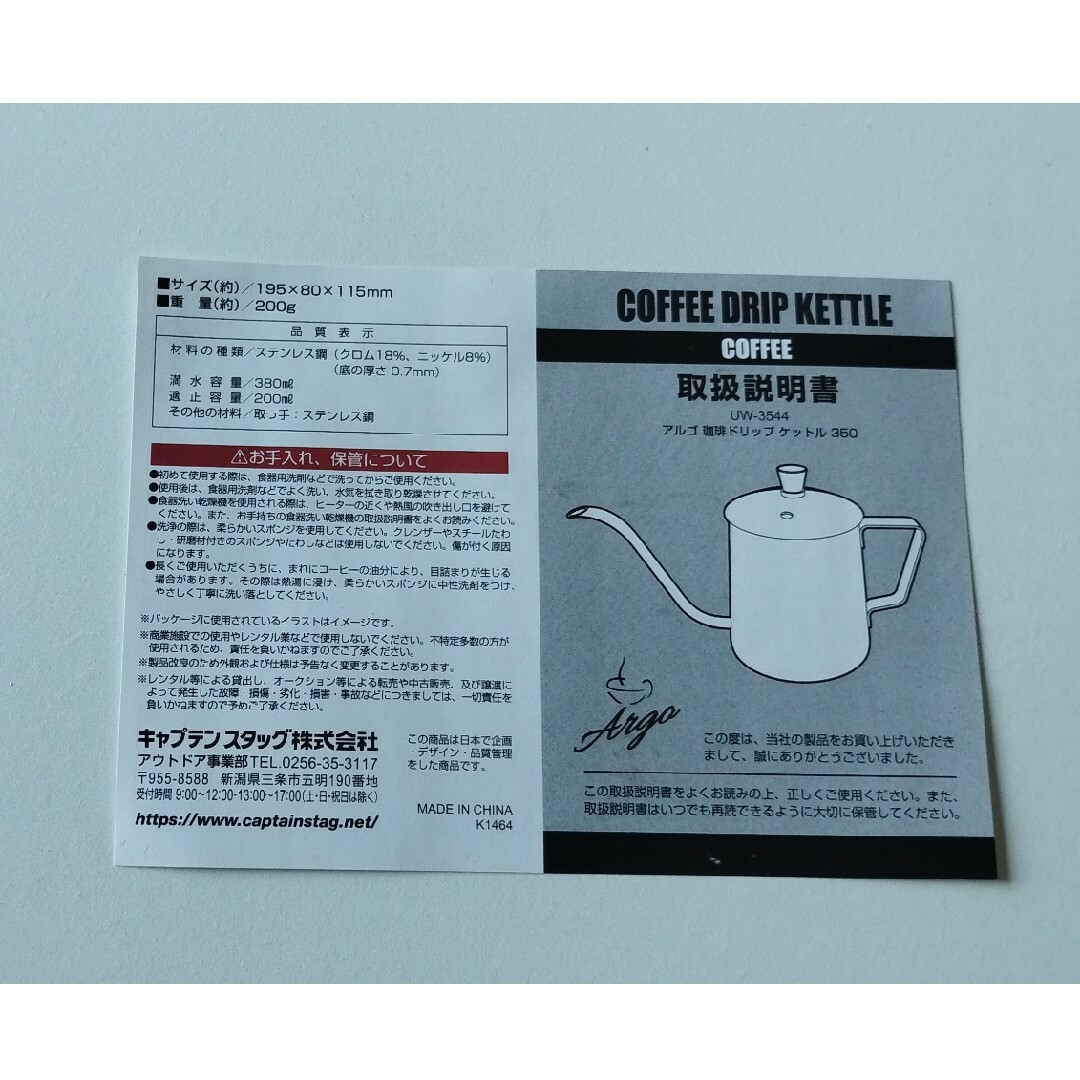 ■サイズ(約)/195×80×115mm
■重　量(約)/200g
品質表示
材料の種類/ステンレス鋼(クロム18%、ニッケル8%)
(底の厚さ 0.7mm)
満水容量/380㎖
適正容量/200㎖
その他の材料/取っ手:ステンレス鋼
⚠お手入れ、保管について
●初めて使用する際は、食器用洗剤などで洗ってからご使用ください。
●使用後は、食器用洗剤などでよく洗い、水気を拭き取り乾燥させてください。
●食器洗い乾燥機を使用される際は、ヒーターの近くや熱風の吹き出し口を避けて
ください。また、お手持ちの食器洗い乾燥機の取扱説明書をよくお読みください。
●洗浄の際は、柔らかいスポンジを使用してください。クレンザーやスチールたわ
し・研磨材付きのスポンジやたわしなどは使用しないでください。傷が付く原因
になります。
●長くご使用いただくうちに、まれにコーヒーの油分により、目詰まりが生じる
場合があります。その際は熱湯に浸け、柔らかいスポンジに中性洗剤をつけ、
やさしく丁寧に洗い落としてください。
※パッケージに使用されているイラストはイメージです。
※商業施設での使用やレンタル業などで使用しないでください。不特定多数の方が
使用されるため、責任を負いかねますのでご了承ください。
※製品改良のため外観および仕様は予告なく変更することがあります。
※レンタル等による貸出し、オークション等による転売や中古販売、及び譲渡に
よって発生した故障・損傷・劣化・損害・事故などにつきましては、一切責任を
負いかねますので予めご了承ください。
キャプテンスタッグ株式会社
アウトドア事業部 TEL.0256-35-3117
〒955-8588　新潟県三条市五明190番地
受付時間 9:00~12:00・13:00~17:00(土・日・祝日は除く)
https://www.captainstag.net/
この商品は日本で企画
・デザイン・品質管理
をした商品です。
MADE IN CHINA
K1464
COFFEE DRIP KETTLE
COFFEE
取扱説明書
UW-3544
アルゴ 珈琲ドリップケットル 350
Argo
この度は、当社の製品をお買い上げいただき
まして、誠にありがとうございました。
この取扱説明書をよくお読みの上、正しくご使用ください。また、
取扱説明書はいつでも再読できるように大切に保管してください。